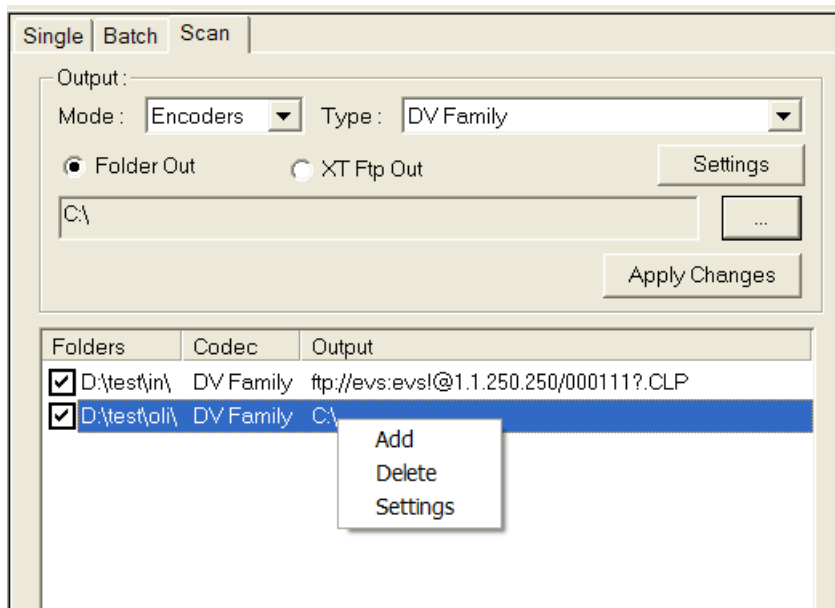 Single Batch Scan
Output :
Mode : Encoders Type : DV Family
Folder Out XT Ftp Out Settings
C:\ ...
Apply Changes
Folders Codec Output
D:\test\in\ DV Family ftp://evs:evs!@1.1.250.250/000111?.CLP
D:\test\oli\ DV Family C:\
Add
Delete
Settings